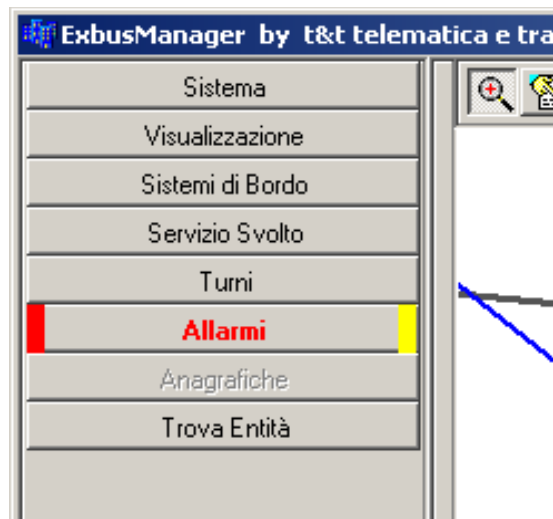 ExbusManager by t&t telematica e tra
Sistema
Visualizzazione
Sistemi di Bordo
Servizio Svolto
Turni
Allarmi
Anagrafiche
Trova Entità